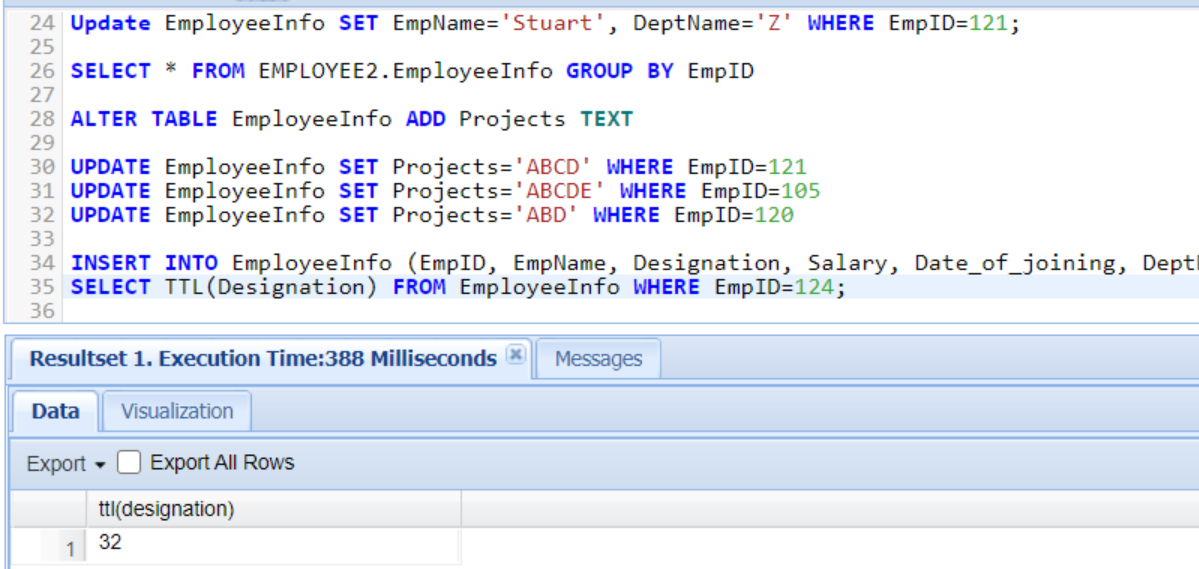 24 Update EmployeeInfo SET EmpName='Stuart', DeptName='Z' WHERE EmpID=121;
25
26 SELECT * FROM EMPLOYEE2.EmployeeInfo GROUP BY EmpID
27
28 ALTER TABLE EmployeeInfo ADD Projects TEXT
29
30 UPDATE EmployeeInfo SET Projects='ABCD' WHERE EmpID=121
31 UPDATE EmployeeInfo SET Projects='ABCDE' WHERE EmpID=105
32 UPDATE EmployeeInfo SET Projects='ABD' WHERE EmpID=120
33
34 INSERT INTO EmployeeInfo (EmpID, EmpName, Designation, Salary, Date_of_joining, Dept
35 SELECT TTL(Designation) FROM EmployeeInfo WHERE EmpID=124;
36
Resultset 1. Execution Time:388 Milliseconds Messages
Data Visualization
Export Export All Rows
ttl(designation)
1 32